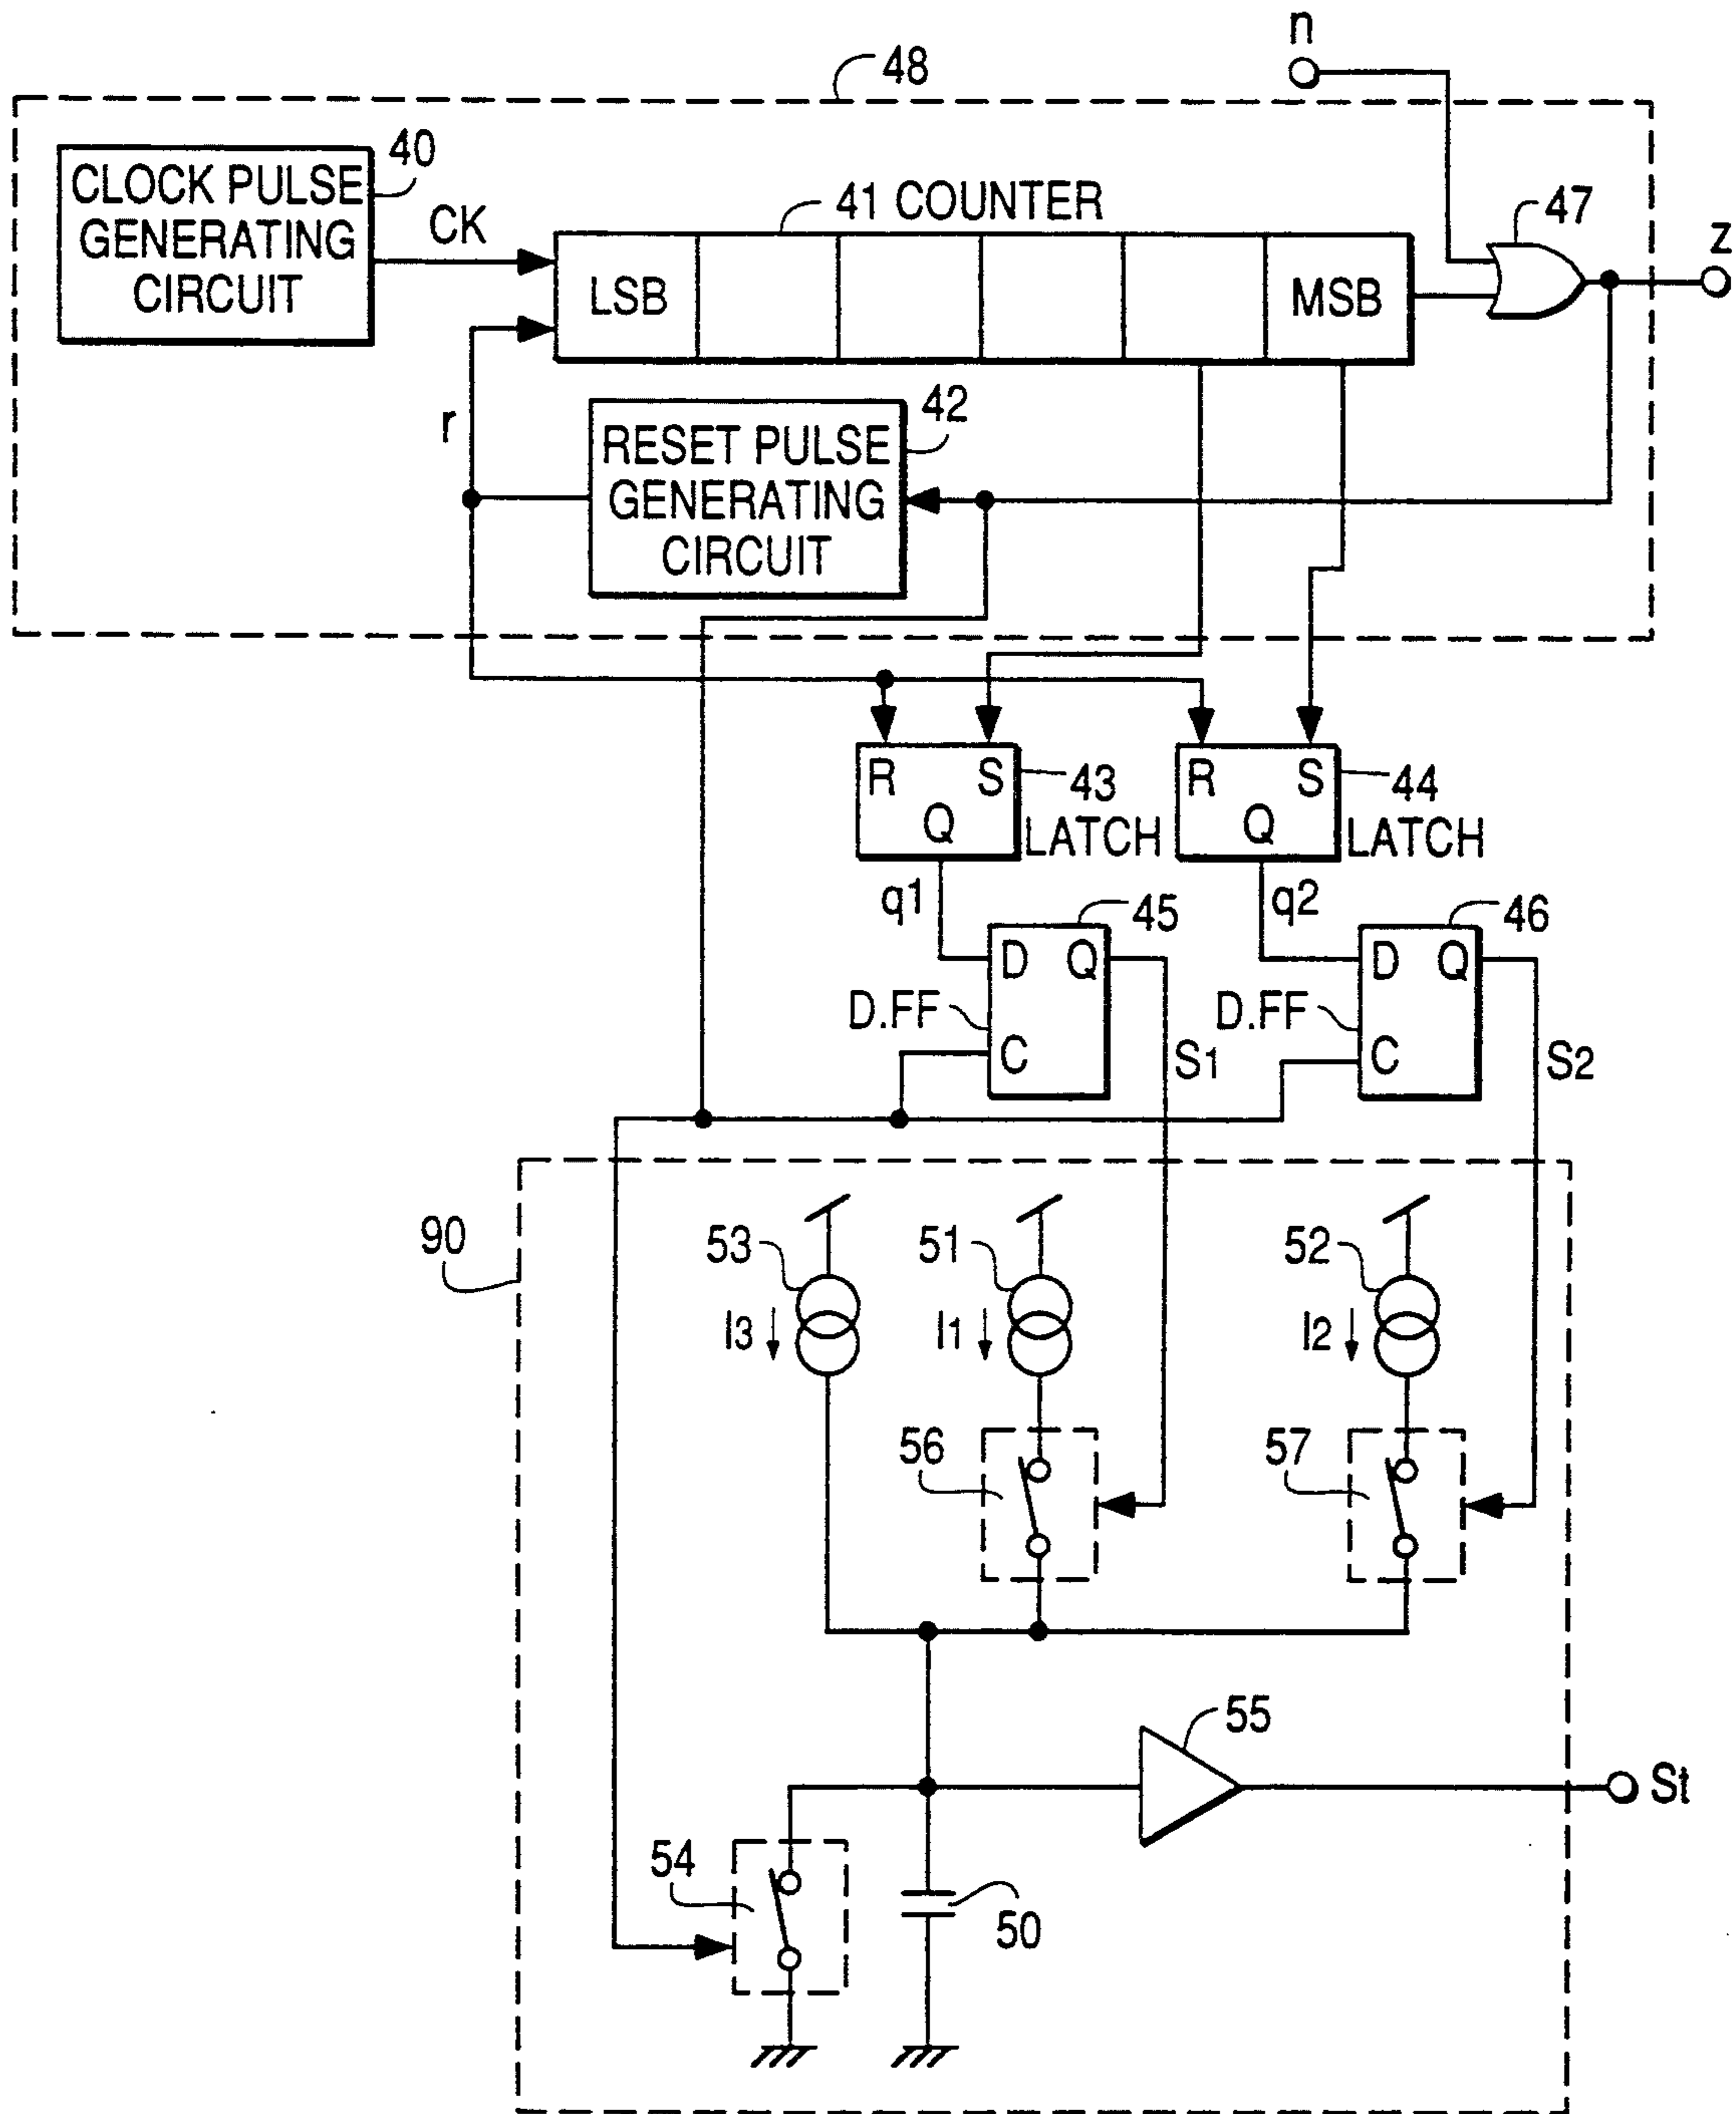 n
48
CLOCK PULSE
GENERATING
CIRCUIT
40
CK
41 COUNTER
LSB
MSB
47
z
r
RESET PULSE
GENERATING
CIRCUIT
42
R S
Q
43
LATCH
R S
Q
44
LATCH
q1
q2
45
D Q
C
D.FF
S1
46
D Q
C
D.FF
S2
90
53
I3
51
I1
52
I2
56
57
55
St
54
50